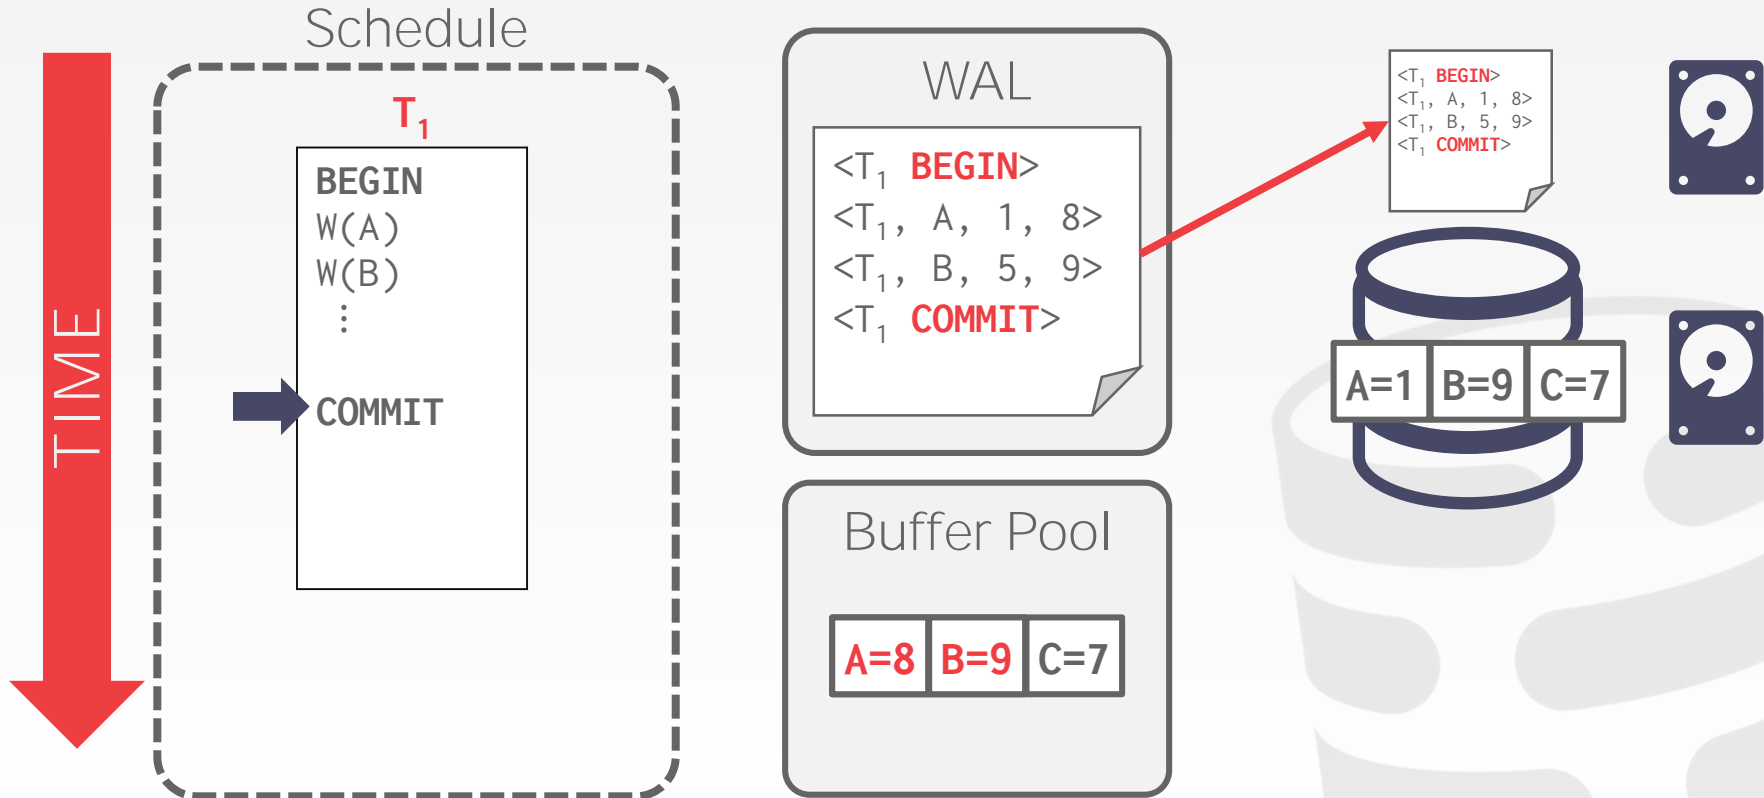 Schedule
TIME
T₁
BEGIN
W(A)
W(B)
⋮
COMMIT
WAL
<T₁ BEGIN>
<T₁, A, 1, 8>
<T₁, B, 5, 9>
<T₁ COMMIT>
Buffer Pool
A=8 B=9 C=7
<T₁ BEGIN>
<T₁, A, 1, 8>
<T₁, B, 5, 9>
<T₁ COMMIT>
A=1 B=9 C=7